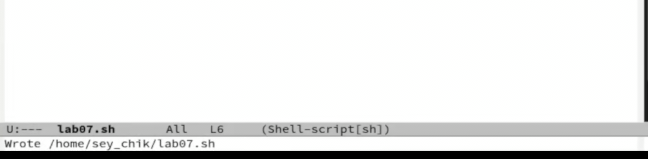 U:--- lab07.sh All L6 (Shell-script[sh])
Wrote /home/sey_chik/lab07.sh